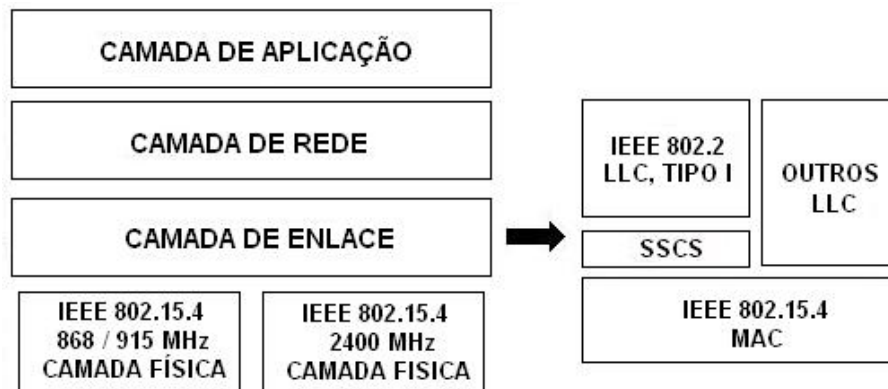 CAMADA DE APLICAÇÃO
CAMADA DE REDE
CAMADA DE ENLACE
IEEE 802.15.4
868 / 915 MHz
CAMADA FÍSICA
IEEE 802.15.4
2400 MHz
CAMADA FISICA
IEEE 802.2
LLC, TIPO I
OUTROS
LLC
SSCS
IEEE 802.15.4
MAC